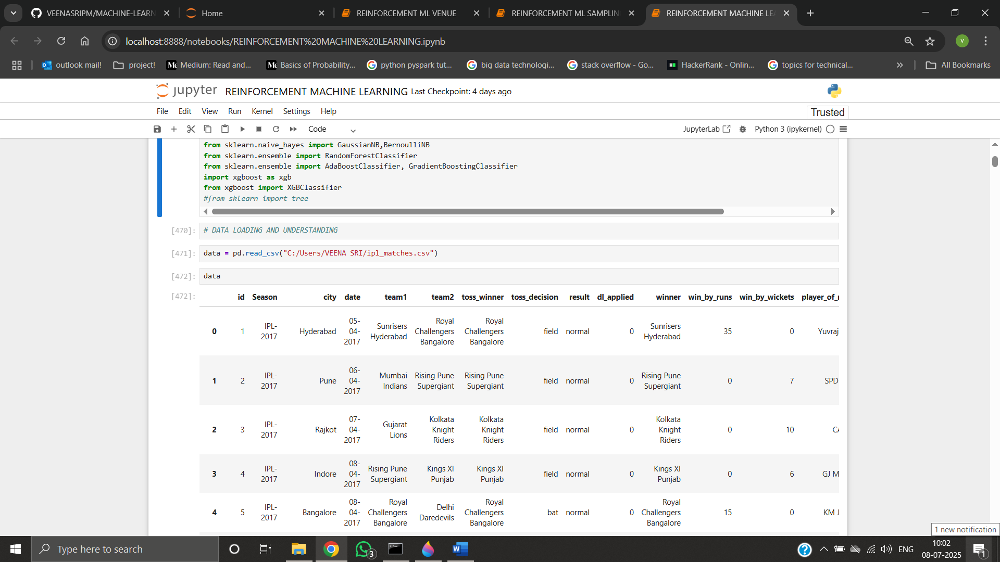 VEENASRIPM/MACHINE-LEARN
Home
REINFORCEMENT ML VENUE
REINFORCEMENT ML SAMPLIN
REINFORCEMENT MACHINE LE
localhost:8888/notebooks/REINFORCEMENT%20MACHINE%20LEARNING.ipynb
V
outlook mail!
project!
Medium: Read and...
Basics of Probability...
python pyspark tut...
big data technologi...
stack overflow - Go...
HackerRank - Onlin...
topics for technical...
All Bookmarks
jupyter REINFORCEMENT MACHINE LEARNING Last Checkpoint: 4 days ago
File Edit View Run Kernel Settings Help
Trusted
Code
JupyterLab
Python 3 (ipykernel)
from sklearn.naive_bayes import GaussianNB,BernoulliNB
from sklearn.ensemble import RandomForestClassifier
from sklearn.ensemble import AdaBoostClassifier, GradientBoostingClassifier
import xgboost as xgb
from xgboost import XGBClassifier
#from sklearn import tree
[470]: # DATA LOADING AND UNDERSTANDING
[471]: data = pd.read_csv("C:/Users/VEENA SRI/ipl_matches.csv")
[472]: data
[472]: id Season city date team1 team2 toss_winner toss_decision result dl_applied winner win_by_runs win_by_wickets player_of_
0 1 IPL-2017 Hyderabad 05-04-2017 Sunrisers Hyderabad Royal Challengers Bangalore Royal Challengers Bangalore field normal 0 Sunrisers Hyderabad 35 0 Yuvraj
1 2 IPL-2017 Pune 06-04-2017 Mumbai Indians Rising Pune Supergiant Rising Pune Supergiant field normal 0 Rising Pune Supergiant 0 7 SPD
2 3 IPL-2017 Rajkot 07-04-2017 Gujarat Lions Kolkata Knight Riders Kolkata Knight Riders field normal 0 Kolkata Knight Riders 0 10 CA
3 4 IPL-2017 Indore 08-04-2017 Rising Pune Supergiant Kings XI Punjab Kings XI Punjab field normal 0 Kings XI Punjab 0 6 GJ M
4 5 IPL-2017 Bangalore 08-04-2017 Royal Challengers Bangalore Delhi Daredevils Royal Challengers Bangalore bat normal 0 Royal Challengers Bangalore 15 0 KM J
1 new notification
Type here to search
3
ENG
10:02
08-07-2025
1